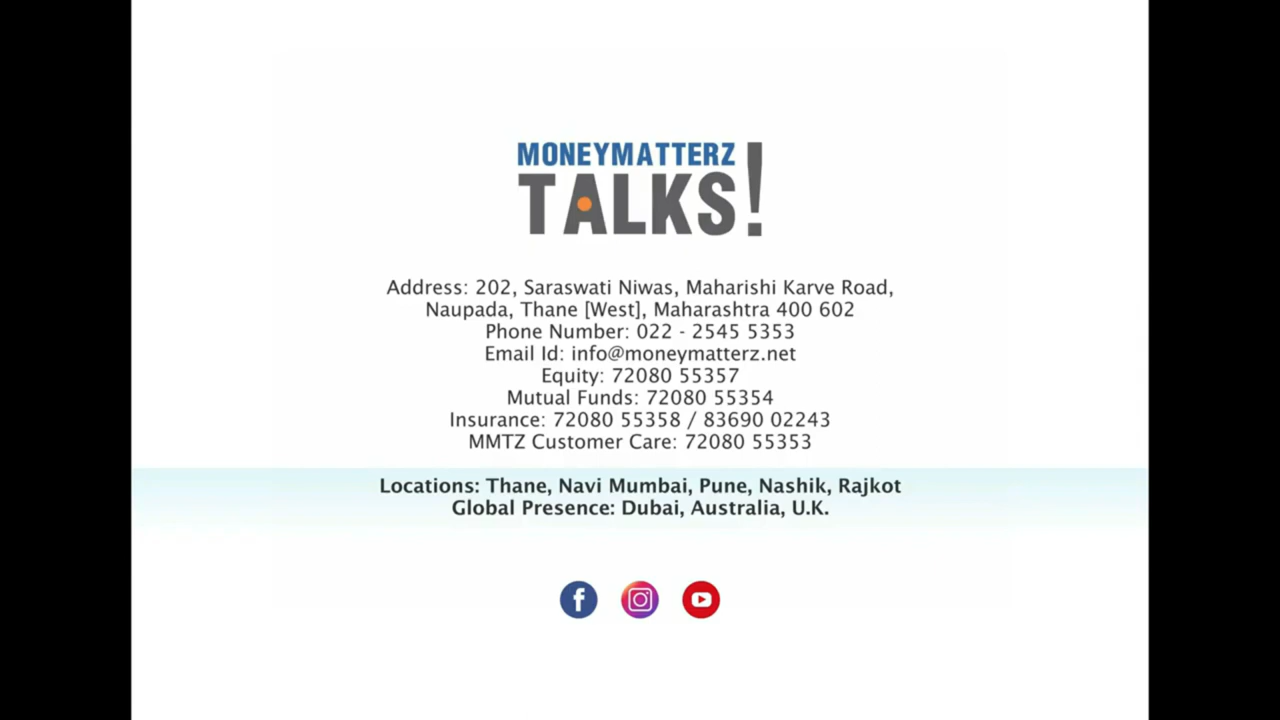 MONEYMATTERZ
TALKS!
Address: 202, Saraswati Niwas, Maharishi Karve Road,
Naupada, Thane [West], Maharashtra 400 602
Phone Number: 022 - 2545 5353
Email Id: info@moneymatterz.net
Equity: 72080 55357
Mutual Funds: 72080 55354
Insurance: 72080 55358 / 83690 02243
MMTZ Customer Care: 72080 55353
Locations: Thane, Navi Mumbai, Pune, Nashik, Rajkot
Global Presence: Dubai, Australia, U.K.